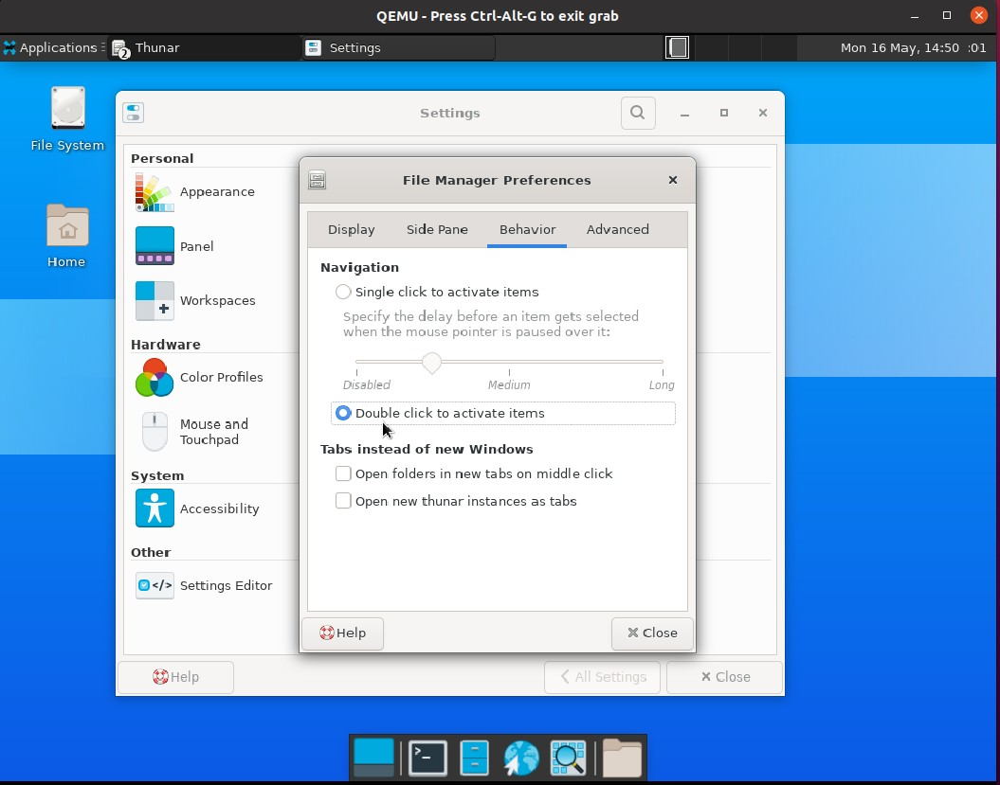 QEMU - Press Ctrl-Alt-G to exit grab
Applications
2
Thunar
Settings
Mon 16 May, 14:50 :01
File System
Home
Settings
Personal
Appearance
Panel
Workspaces
Hardware
Color Profiles
Mouse and
Touchpad
System
Accessibility
Other
</>
Settings Editor
Help
All Settings
Close
File Manager Preferences
Display
Side Pane
Behavior
Advanced
Navigation
Single click to activate items
Specify the delay before an item gets selected
when the mouse pointer is paused over it:
Disabled
Medium
Long
Double click to activate items
Tabs instead of new Windows
Open folders in new tabs on middle click
Open new thunar instances as tabs
Help
Close
>_